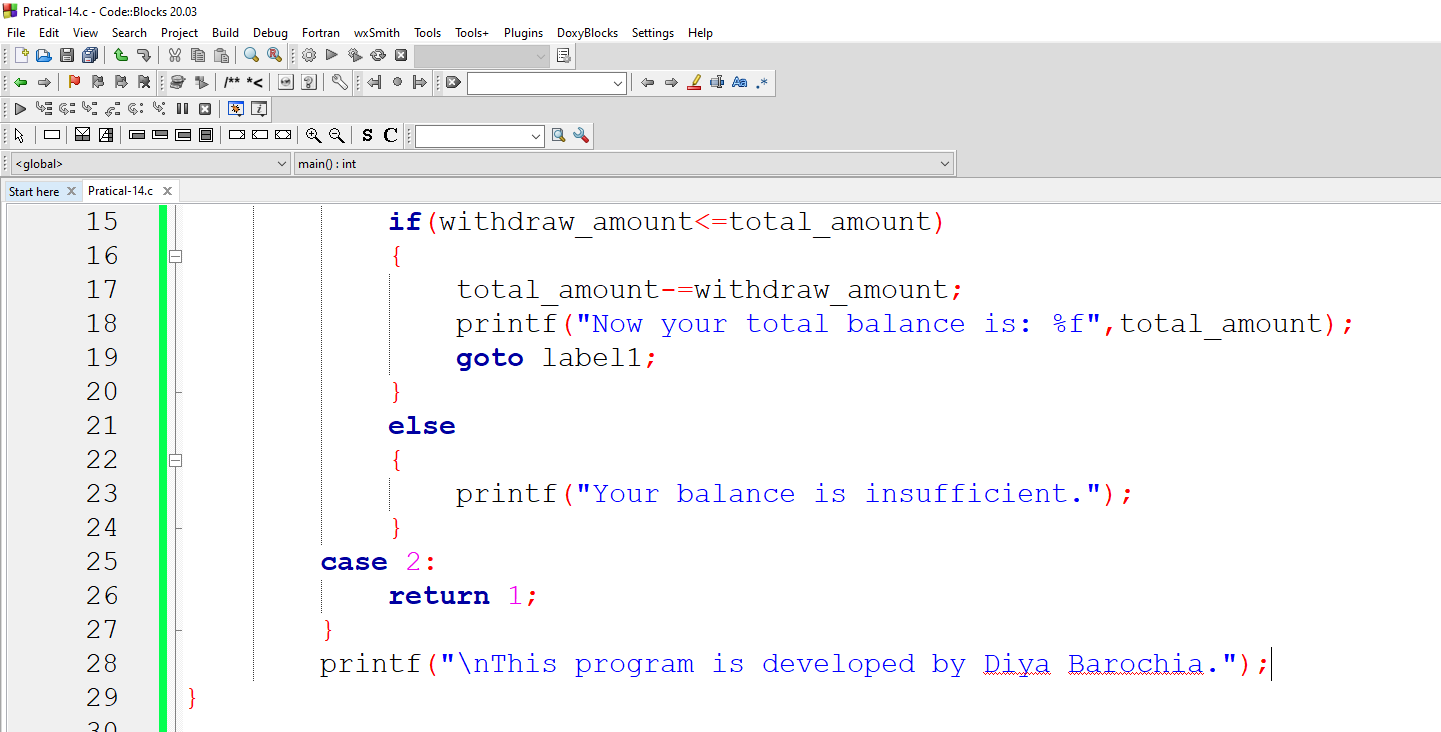 Pratical-14.c - Code::Blocks 20.03
File Edit View Search Project Build Debug Fortran wxSmith Tools Tools+ Plugins DoxyBlocks Settings Help
/** *<
S C
<global> main() : int
Start here Pratical-14.c
15 if(withdraw_amount<=total_amount)
16 {
17 total_amount-=withdraw_amount;
18 printf("Now your total balance is: %f",total_amount);
19 goto label1;
20 }
21 else
22 {
23 printf("Your balance is insufficient.");
24 }
25 case 2:
26 return 1;
27 }
28 printf("\nThis program is developed by Diya Barochia.");
29 }
30